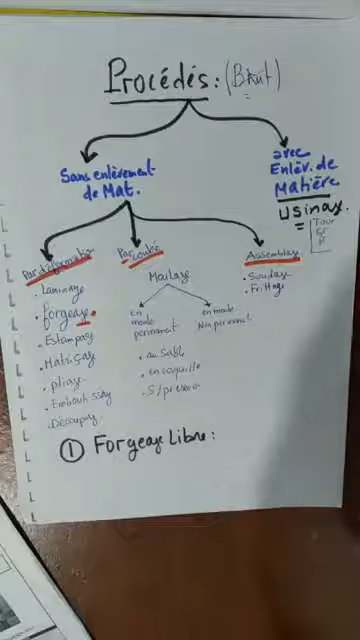 Procédés: (Brut)
Sans enlèvement
de Mat.
avec
Enlèv. de
Matière
Usinage
Tour
Par déformation
Par coulée
Assemblage
. Laminage
. forgeage
. Estampage
. Matriçage
. pliage
. Emboutissage
. Découpage
Moulage
en
moule
permanent
en moule
Non permanent
. au sable
. en coquille
. S/pression
. Soudage
. Frittage
① Forgeage Libre: